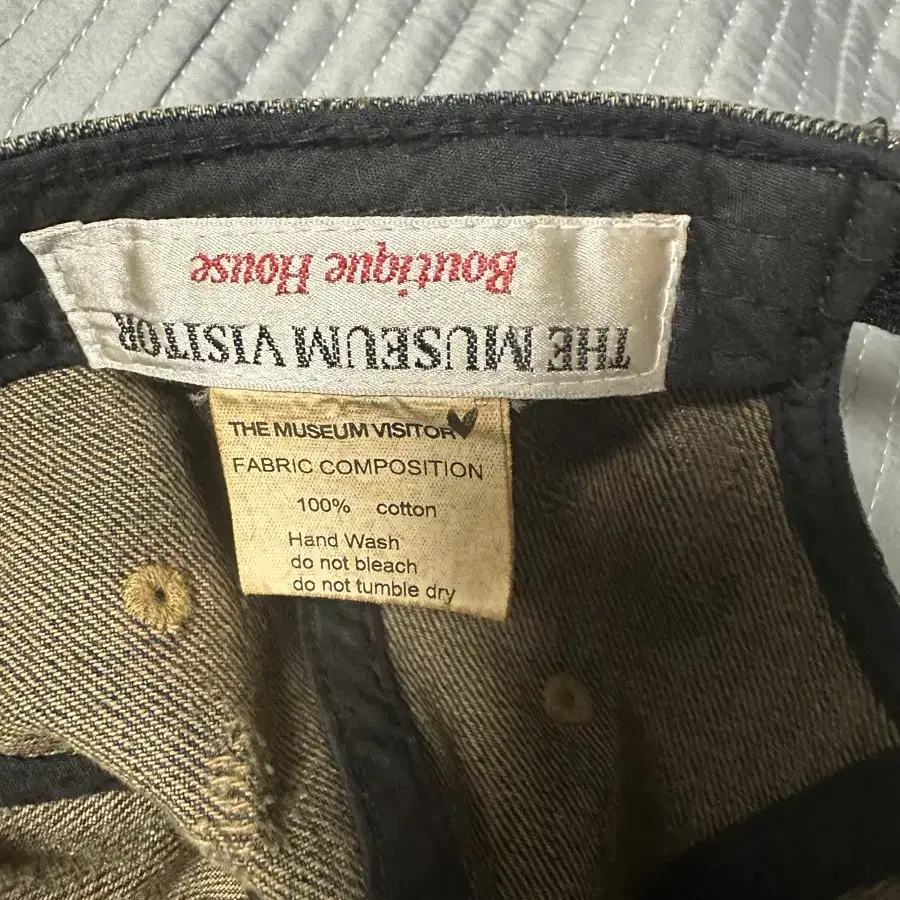 THE MUSEUM VISITOR
Boutique House
THE MUSEUM VISITOR
FABRIC COMPOSITION
100% cotton
Hand Wash
do not bleach
do not tumble dry